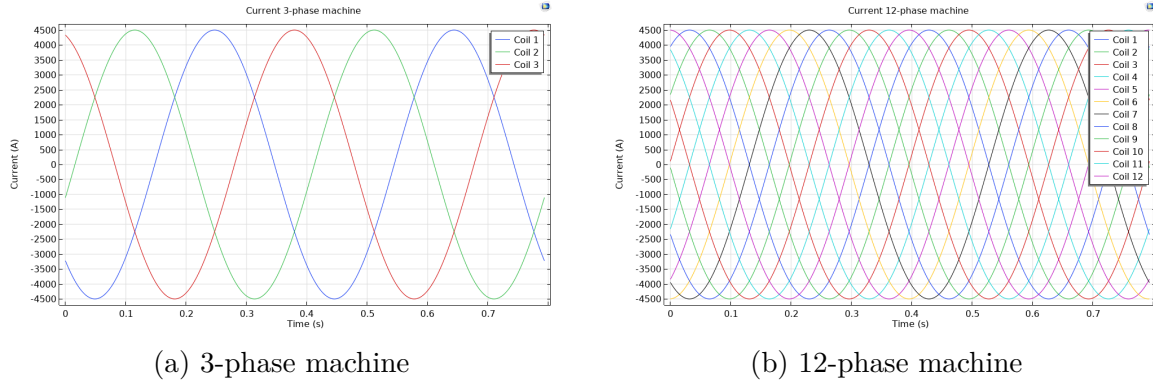 Current 3-phase machine
4500
4000
3500
3000
2500
2000
1500
1000
500
0
-500
-1000
-1500
-2000
-2500
-3000
-3500
-4000
-4500
Current (A)
Coil 1
Coil 2
Coil 3
0 0.1 0.2 0.3 0.4 0.5 0.6 0.7
Time (s)
(a) 3-phase machine
Current 12-phase machine
4500
4000
3500
3000
2500
2000
1500
1000
500
0
-500
-1000
-1500
-2000
-2500
-3000
-3500
-4000
-4500
Current (A)
Coil 1
Coil 2
Coil 3
Coil 4
Coil 5
Coil 6
Coil 7
Coil 8
Coil 9
Coil 10
Coil 11
Coil 12
0 0.1 0.2 0.3 0.4 0.5 0.6 0.7
Time (s)
(b) 12-phase machine